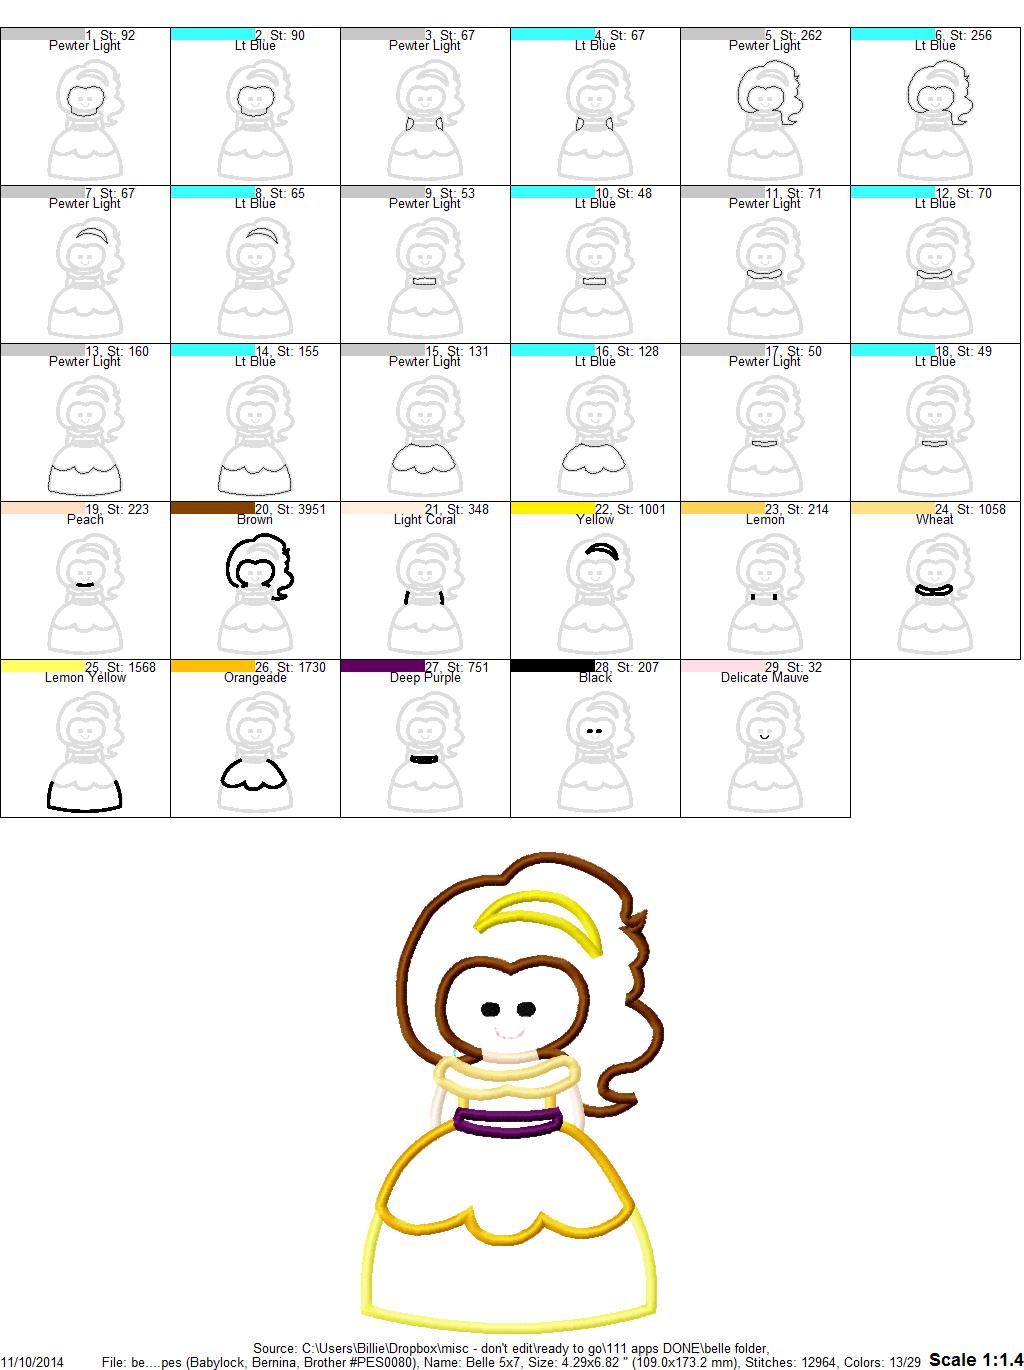 1, St: 92
Pewter Light
2, St: 90
Lt Blue
3, St: 67
Pewter Light
4, St: 67
Lt Blue
5, St: 262
Pewter Light
6, St: 256
Lt Blue
7, St: 67
Pewter Light
8, St: 65
Lt Blue
9, St: 53
Pewter Light
10, St: 48
Lt Blue
11, St: 71
Pewter Light
12, St: 70
Lt Blue
13, St: 160
Pewter Light
14, St: 155
Lt Blue
15, St: 131
Pewter Light
16, St: 128
Lt Blue
17, St: 50
Pewter Light
18, St: 49
Lt Blue
19, St: 223
Peach
20, St: 3951
Brown
21, St: 348
Light Coral
22, St: 1001
Yellow
23, St: 214
Lemon
24, St: 1058
Wheat
25, St: 1568
Lemon Yellow
26, St: 1730
Orangeade
27, St: 751
Deep Purple
28, St: 207
Black
29, St: 32
Delicate Mauve
Source: C:\Users\Billie\Dropbox\misc - don't edit\ready to go\111 apps DONE\belle folder,
11/10/2014 File: be....pes (Babylock, Bernina, Brother #PES0080), Name: Belle 5x7, Size: 4.29x6.82 " (109.0x173.2 mm), Stitches: 12964, Colors: 13/29 Scale 1:1.4